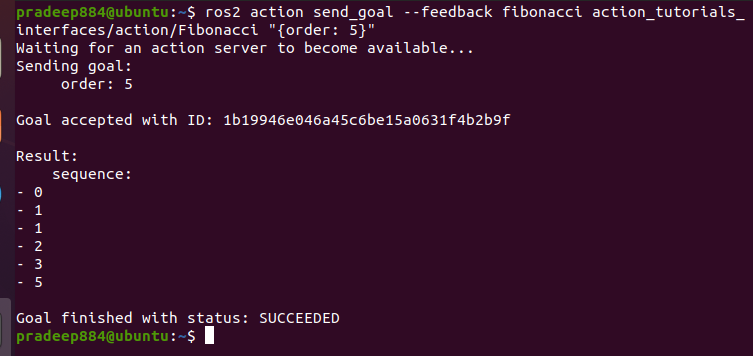 pradeep884@ubuntu:~$ ros2 action send_goal --feedback fibonacci action_tutorials_
interfaces/action/Fibonacci "{order: 5}"
Waiting for an action server to become available...
Sending goal:
     order: 5

Goal accepted with ID: 1b19946e046a45c6be15a0631f4b2b9f

Result:
    sequence:
- 0
- 1
- 1
- 2
- 3
- 5

Goal finished with status: SUCCEEDED
pradeep884@ubuntu:~$